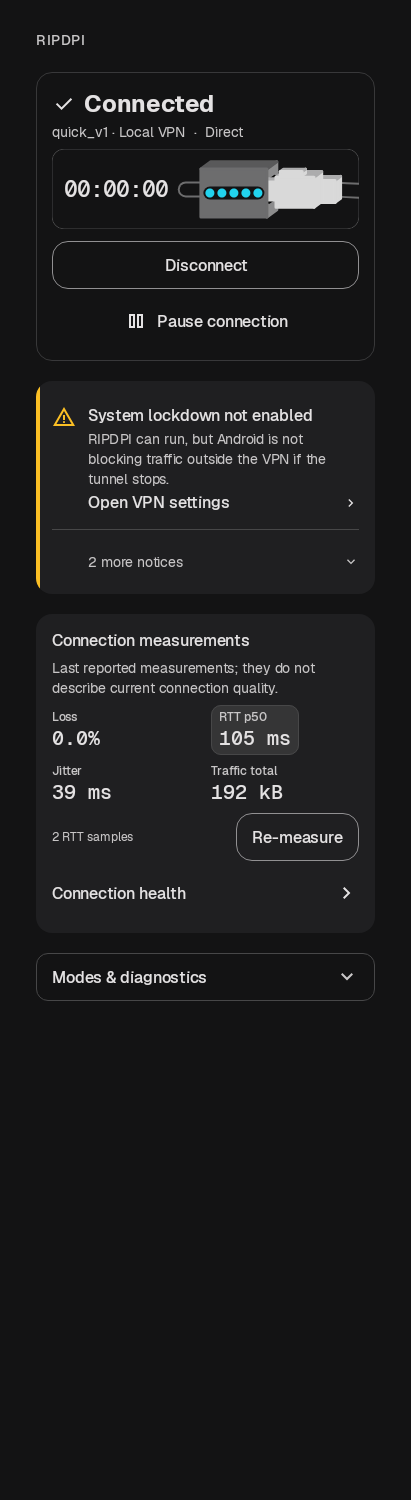 RIPDPI
Connected
quick_v1 · Local VPN · Direct
00:00:00
Disconnect
Pause connection
System lockdown not enabled
RIPDPI can run, but Android is not
blocking traffic outside the VPN if the
tunnel stops.
Open VPN settings
2 more notices
Connection measurements
Last reported measurements; they do not
describe current connection quality.
Loss
0.0%
RTT p50
105 ms
Jitter
39 ms
Traffic total
192 kB
2 RTT samples
Re-measure
Connection health
Modes & diagnostics